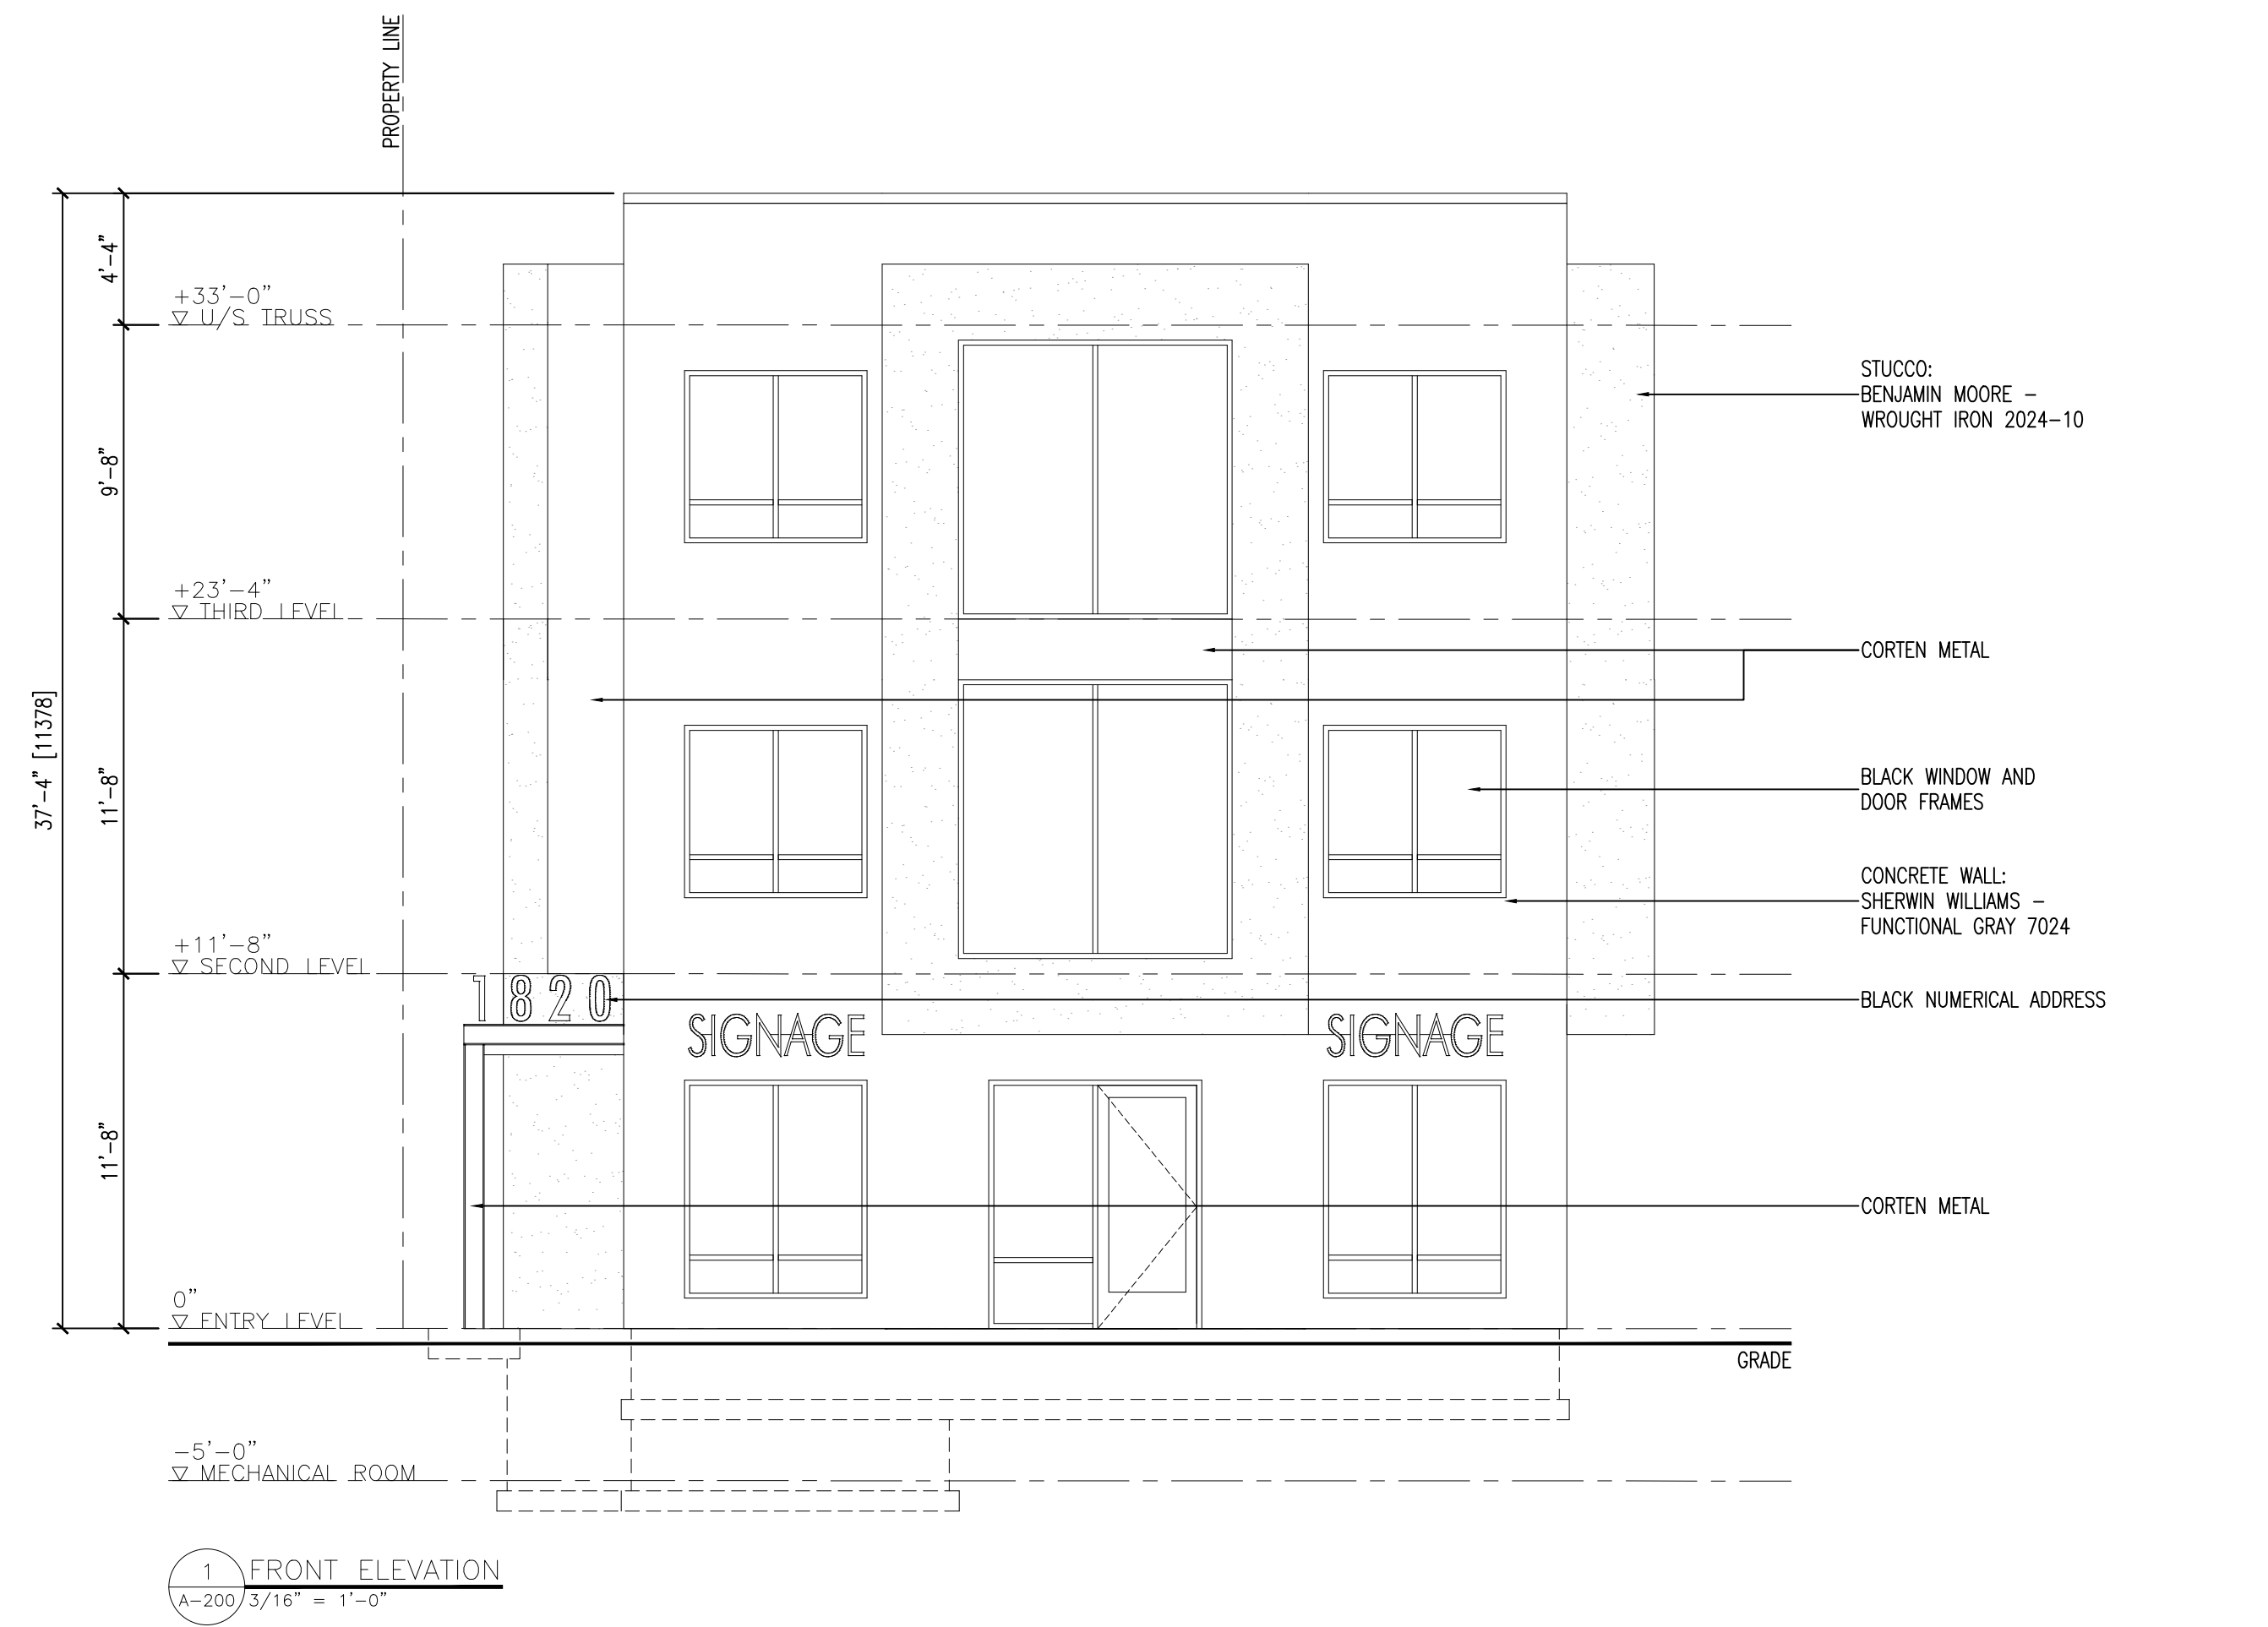 PROPERTY LINE
4'-4"
+33'-0"
U/S TRUSS
9'-8"
+23'-4"
THIRD LEVEL
37'-4" [11378]
11'-8"
+11'-8"
SECOND LEVEL
11'-8"
0"
ENTRY LEVEL
-5'-0"
MECHANICAL ROOM
1820
SIGNAGE
SIGNAGE
STUCCO:
BENJAMIN MOORE -
WROUGHT IRON 2024-10
CORTEN METAL
BLACK WINDOW AND
DOOR FRAMES
CONCRETE WALL:
SHERWIN WILLIAMS -
FUNCTIONAL GRAY 7024
BLACK NUMERICAL ADDRESS
CORTEN METAL
GRADE
1
A-200
FRONT ELEVATION
3/16" = 1'-0"